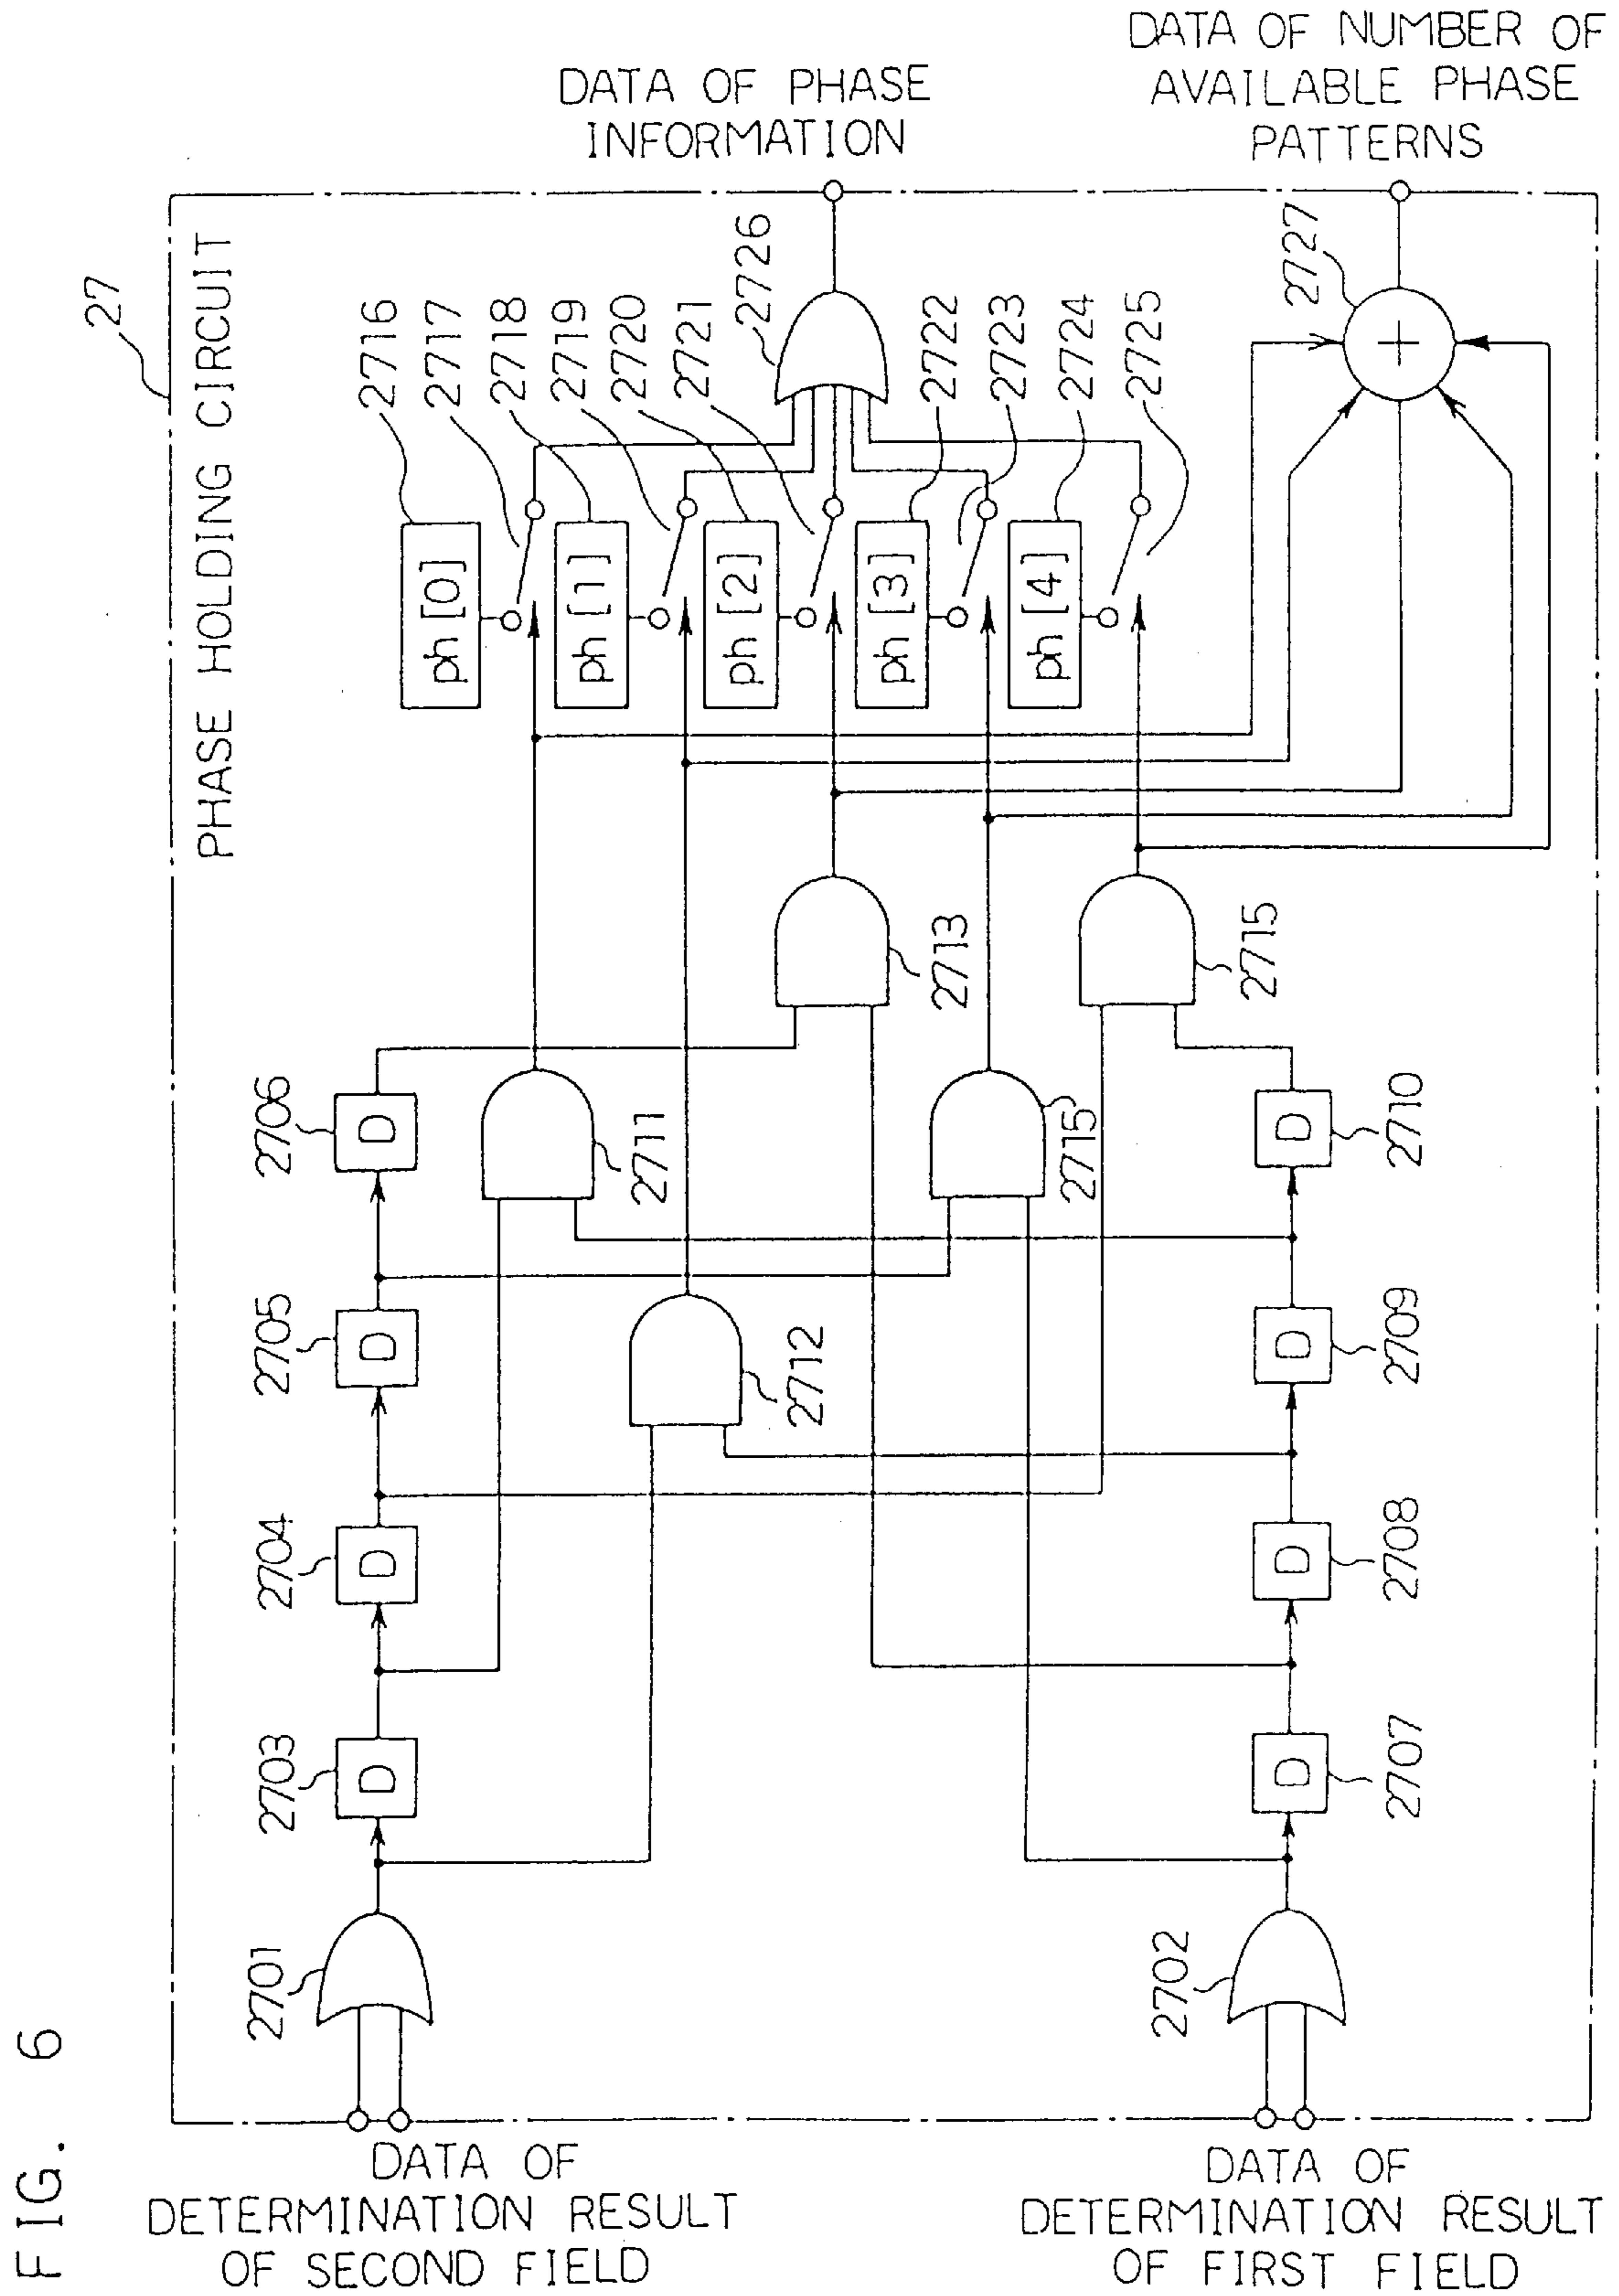 FIG. 6
27
PHASE HOLDING CIRCUIT
DATA OF PHASE
INFORMATION
DATA OF NUMBER OF
AVAILABLE PHASE
PATTERNS
2716
2717
2718
2719
2720
2721
2726
2722
2723
2724
2725
2727
ph [0]
ph [1]
ph [2]
ph [3]
ph [4]
2713
2715
2706
D
2711
2715
2710
D
2705
D
2712
2709
D
2704
D
2708
D
2703
D
2707
D
2701
2702
+
DATA OF
DETERMINATION RESULT
OF SECOND FIELD
DATA OF
DETERMINATION RESULT
OF FIRST FIELD